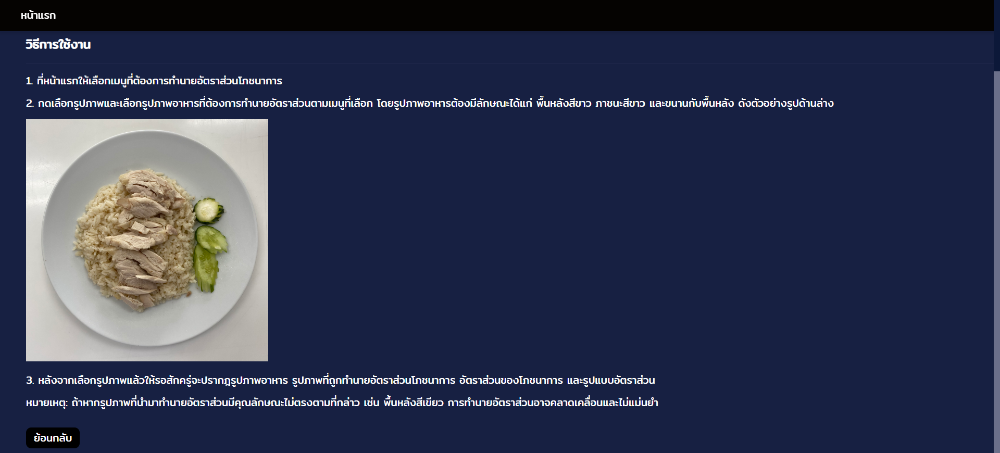 หน้าแรก
วิธีการใช้งาน
1. ที่หน้าแรกให้เลือกเมนูที่ต้องการทำนายอัตราส่วนโภชนาการ
2. กดเลือกรูปภาพและเลือกรูปภาพอาหารที่ต้องการทำนายอัตราส่วนตามเมนูที่เลือก โดยรูปภาพอาหารต้องมีลักษณะได้แก่ พื้นหลังสีขาว ภาชนะสีขาว และขนานกับพื้นหลัง ดังตัวอย่างรูปด้านล่าง
3. หลังจากเลือกรูปภาพแล้วให้รอสักครู่จะปรากฎรูปภาพอาหาร รูปภาพที่ถูกทำนายอัตราส่วนโภชนาการ อัตราส่วนของโภชนาการ และรูปแบบอัตราส่วน
หมายเหตุ: ถ้าหากรูปภาพที่นำมาทำนายอัตราส่วนมีคุณลักษณะไม่ตรงตามที่กล่าว เช่น พื้นหลังสีเขียว การทำนายอัตราส่วนอาจคลาดเคลื่อนและไม่แม่นยำ
ย้อนกลับ